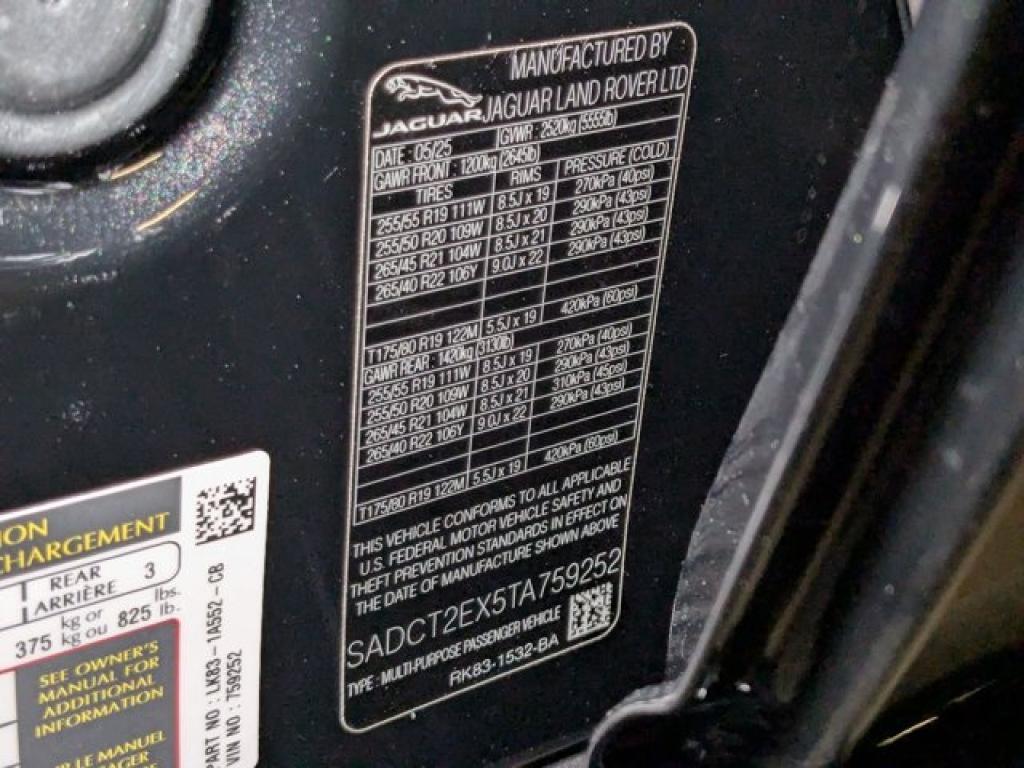 MANUFACTURED BY
JAGUAR JAGUAR LAND ROVER LTD
DATE : 05/25 GVWR : 2520kg (5555lb)
GAWR FRONT : 1200kg (2645lb)
TIRES RIMS PRESSURE (COLD)
255/55 R19 111W 8.5J x 19 270kPa (40psi)
255/50 R20 109W 8.5J x 20 290kPa (43psi)
265/45 R21 104W 8.5J x 21 290kPa (43psi)
265/40 R22 106Y 9.0J x 22 290kPa (43psi)
T175/80 R19 122M 5.5J x 19 420kPa (60psi)
GAWR REAR : 1420kg (3130lb)
255/55 R19 111W 8.5J x 19 270kPa (40psi)
255/50 R20 109W 8.5J x 20 290kPa (43psi)
265/45 R21 104W 8.5J x 21 310kPa (45psi)
265/40 R22 106Y 9.0J x 22 290kPa (43psi)
T175/80 R19 122M 5.5J x 19 420kPa (60psi)
THIS VEHICLE CONFORMS TO ALL APPLICABLE
U.S. FEDERAL MOTOR VEHICLE SAFETY AND
THEFT PREVENTION STANDARDS IN EFFECT ON
THE DATE OF MANUFACTURE SHOWN ABOVE
SADCT2EX5TA759252
TYPE : MULTI-PURPOSE PASSENGER VEHICLE
RK83-1532-BA
ION
CHARGEMENT
REAR 3
ARRIÈRE
375 kg or 825 lbs.
kg ou lb.
SEE OWNER'S
MANUAL FOR
ADDITIONAL
INFORMATION
LE MANUEL
PART NO : LK83 - 1A552 - CB
VIN NO : 759252